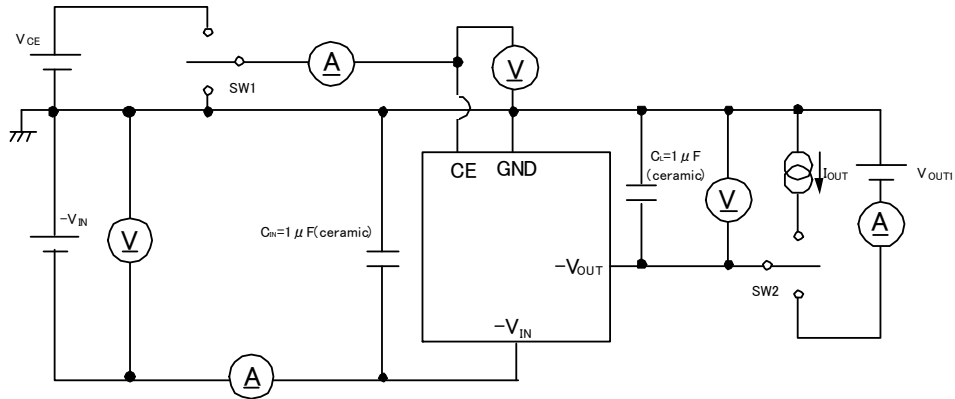 VCE
A
V
SW1
CE GND
CL=1μF
(ceramic)
IOUT
VOUT1
−VIN
V
CIN=1μF(ceramic)
V
A
−VOUT
SW2
−VIN
A